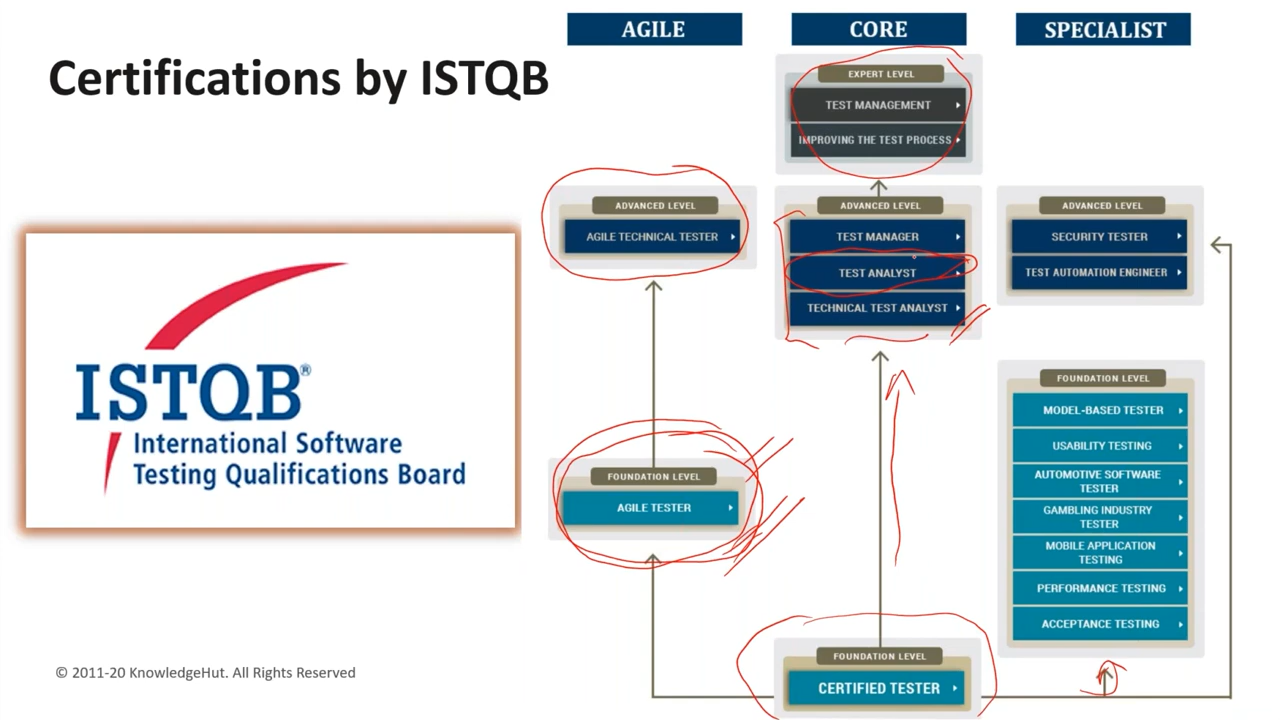 Certifications by ISTQB
ISTQB®
International Software
Testing Qualifications Board
© 2011-20 KnowledgeHut. All Rights Reserved
AGILE
ADVANCED LEVEL
AGILE TECHNICAL TESTER
FOUNDATION LEVEL
AGILE TESTER
CORE
EXPERT LEVEL
TEST MANAGEMENT
IMPROVING THE TEST PROCESS
ADVANCED LEVEL
TEST MANAGER
TEST ANALYST
TECHNICAL TEST ANALYST
FOUNDATION LEVEL
CERTIFIED TESTER
SPECIALIST
ADVANCED LEVEL
SECURITY TESTER
TEST AUTOMATION ENGINEER
FOUNDATION LEVEL
MODEL-BASED TESTER
USABILITY TESTING
AUTOMOTIVE SOFTWARE
TESTER
GAMBLING INDUSTRY
TESTER
MOBILE APPLICATION
TESTING
PERFORMANCE TESTING
ACCEPTANCE TESTING